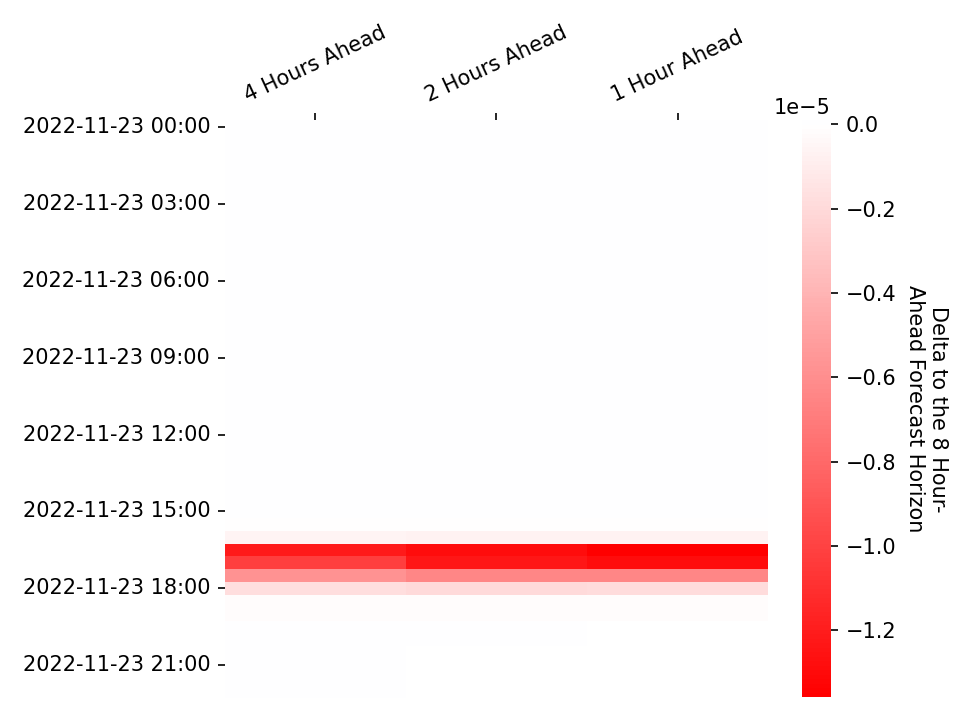 4 Hours Ahead
2 Hours Ahead
1 Hour Ahead
1e−5
2022-11-23 00:00
2022-11-23 03:00
2022-11-23 06:00
2022-11-23 09:00
2022-11-23 12:00
2022-11-23 15:00
2022-11-23 18:00
2022-11-23 21:00
0.0
−0.2
−0.4
−0.6
−0.8
−1.0
−1.2
Delta to the 8 Hour-
Ahead Forecast Horizon